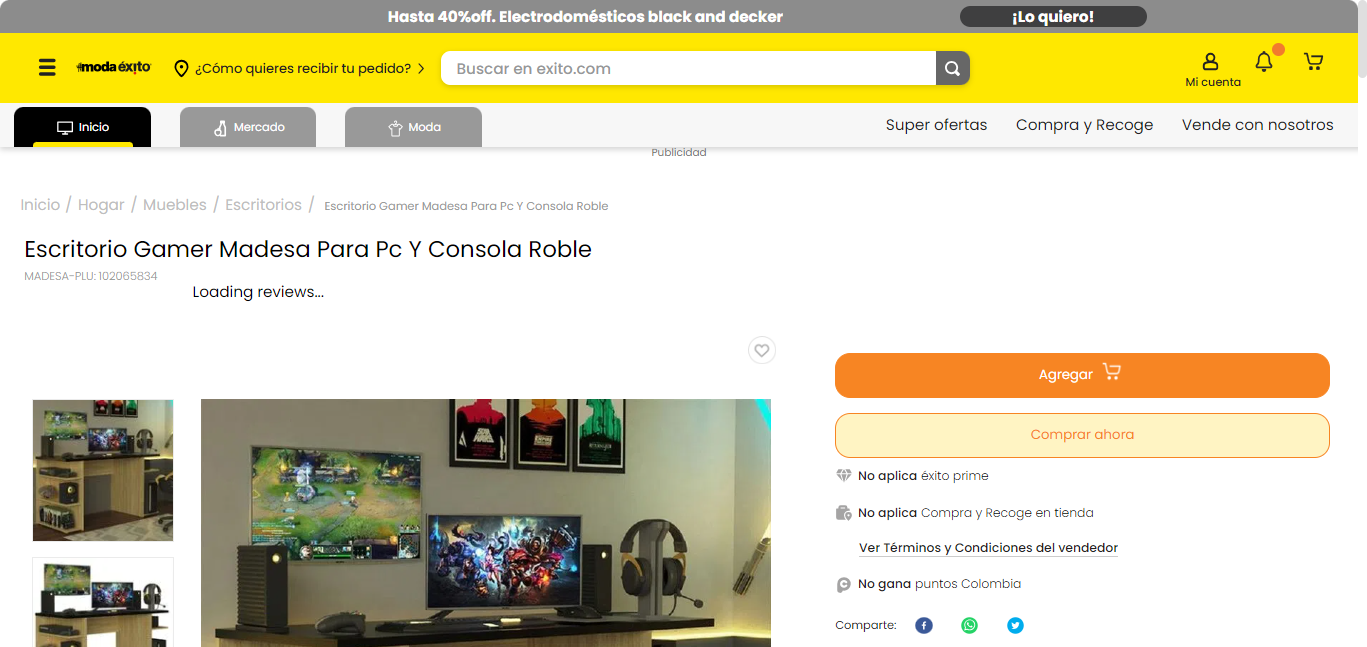 Hasta 40%off. Electrodomésticos black and decker
¡Lo quiero!
moda éxito
¿Cómo quieres recibir tu pedido?
Buscar en exito.com
Mi cuenta
Inicio
Mercado
Moda
Super ofertas
Compra y Recoge
Vende con nosotros
Publicidad
Inicio / Hogar / Muebles / Escritorios / Escritorio Gamer Madesa Para Pc Y Consola Roble
Escritorio Gamer Madesa Para Pc Y Consola Roble
MADESA-PLU: 102065834
Loading reviews...
Agregar
Comprar ahora
No aplica éxito prime
No aplica Compra y Recoge en tienda
Ver Términos y Condiciones del vendedor
No gana puntos Colombia
Comparte:
STAR WARS